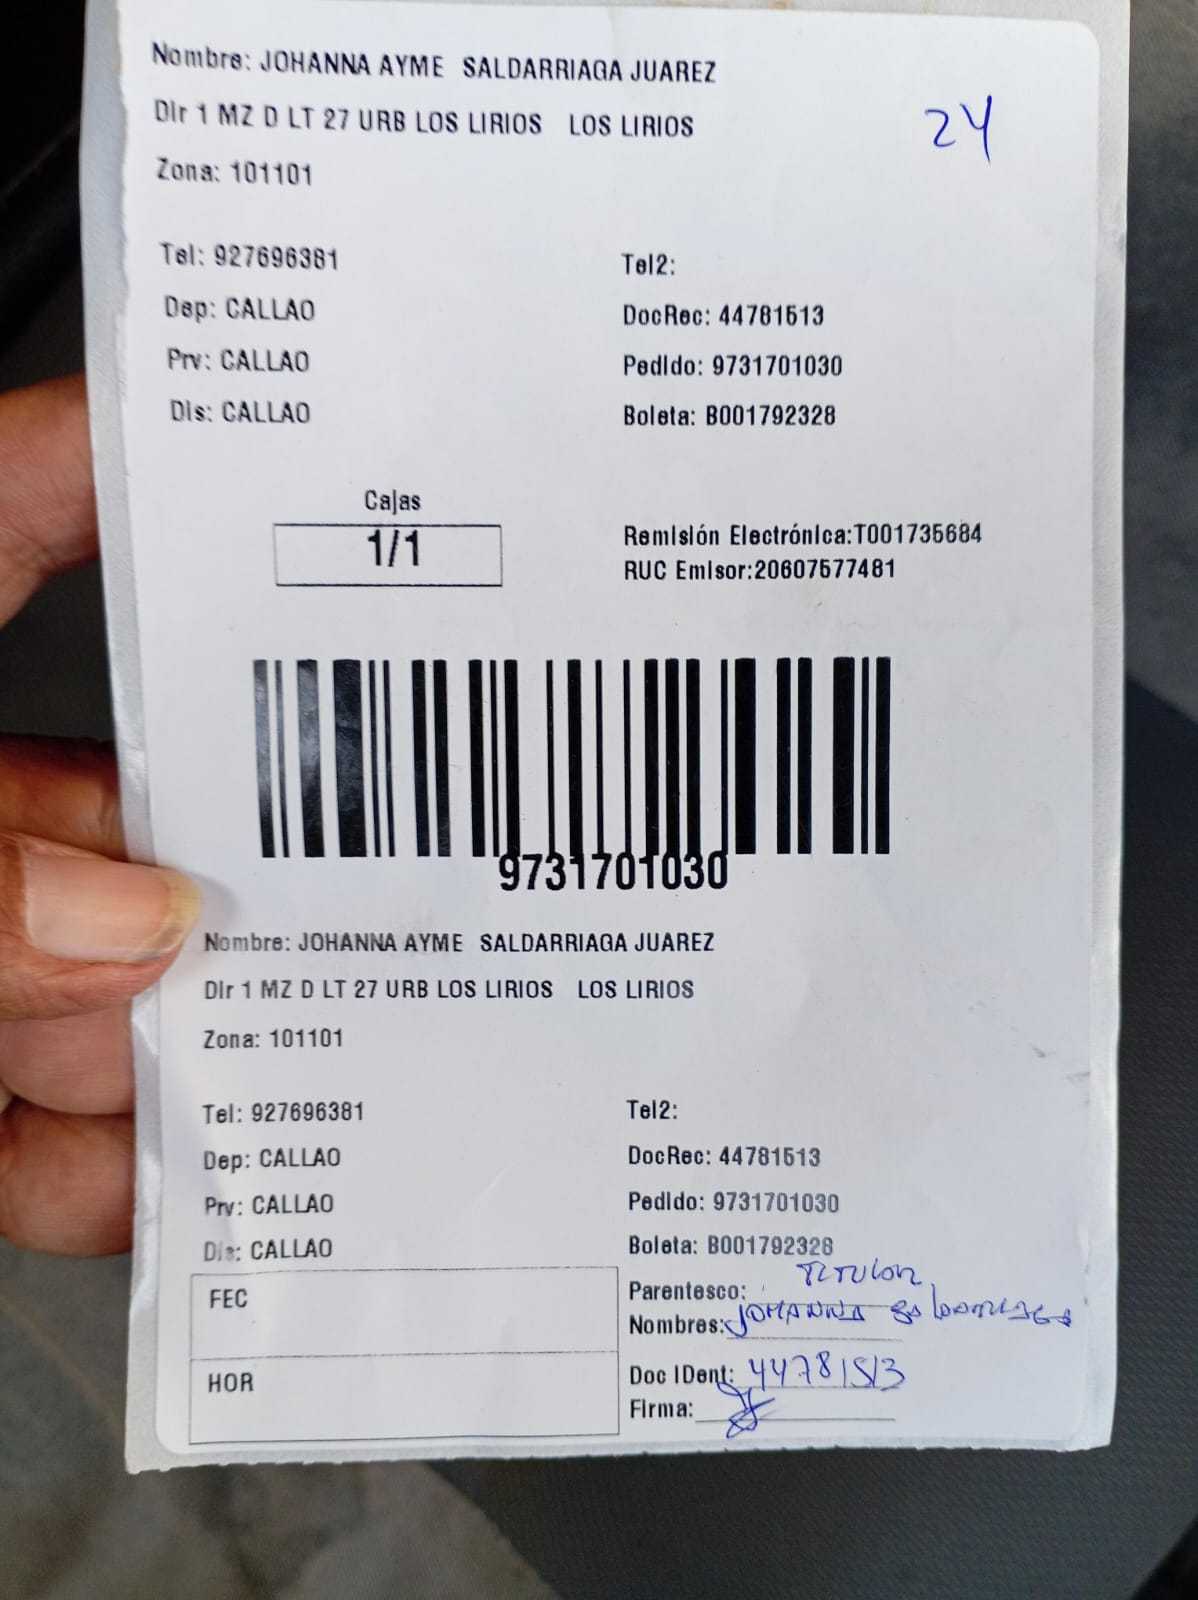 Nombre: JOHANNA AYME SALDARRIAGA JUAREZ
Dir 1 MZ D LT 27 URB LOS LIRIOS LOS LIRIOS
24
Zona: 101101
Tel: 927696381
Tel2:
Dep: CALLAO
DocRec: 44781513
Prv: CALLAO
Pedido: 9731701030
Dis: CALLAO
Boleta: B001792328
Cajas
1/1
Remisión Electrónica:T001735684
RUC Emisor:20607577481
9731701030
Nombre: JOHANNA AYME SALDARRIAGA JUAREZ
Dir 1 MZ D LT 27 URB LOS LIRIOS LOS LIRIOS
Zona: 101101
Tel: 927696381
Tel2:
Dep: CALLAO
DocRec: 44781513
Prv: CALLAO
Pedido: 9731701030
Dis: CALLAO
Boleta: B001792328
FEC
HOR
Parentesco: TITULAR
Nombres: JOHANNA SALDARRIAGA
Doc IDent: 44781513
Firma: